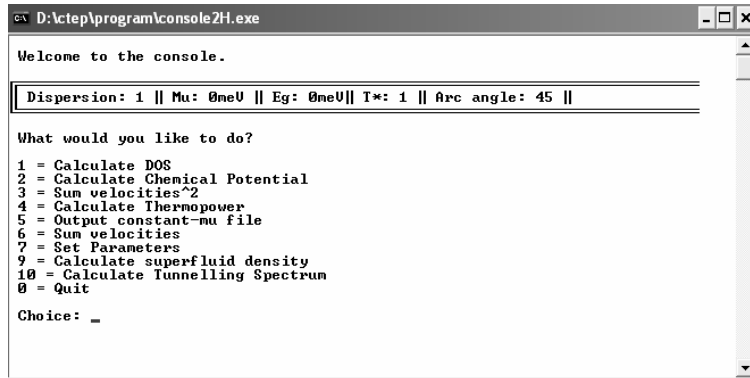 D:\ctep\program\console2H.exe
Welcome to the console.
Dispersion: 1 || Mu: 0meV || Eg: 0meV|| T*: 1 || Arc angle: 45 ||
What would you like to do?
1 = Calculate DOS
2 = Calculate Chemical Potential
3 = Sum velocities^2
4 = Calculate Thermopower
5 = Output constant-mu file
6 = Sum velocities
7 = Set Parameters
9 = Calculate superfluid density
10 = Calculate Tunnelling Spectrum
0 = Quit
Choice: _